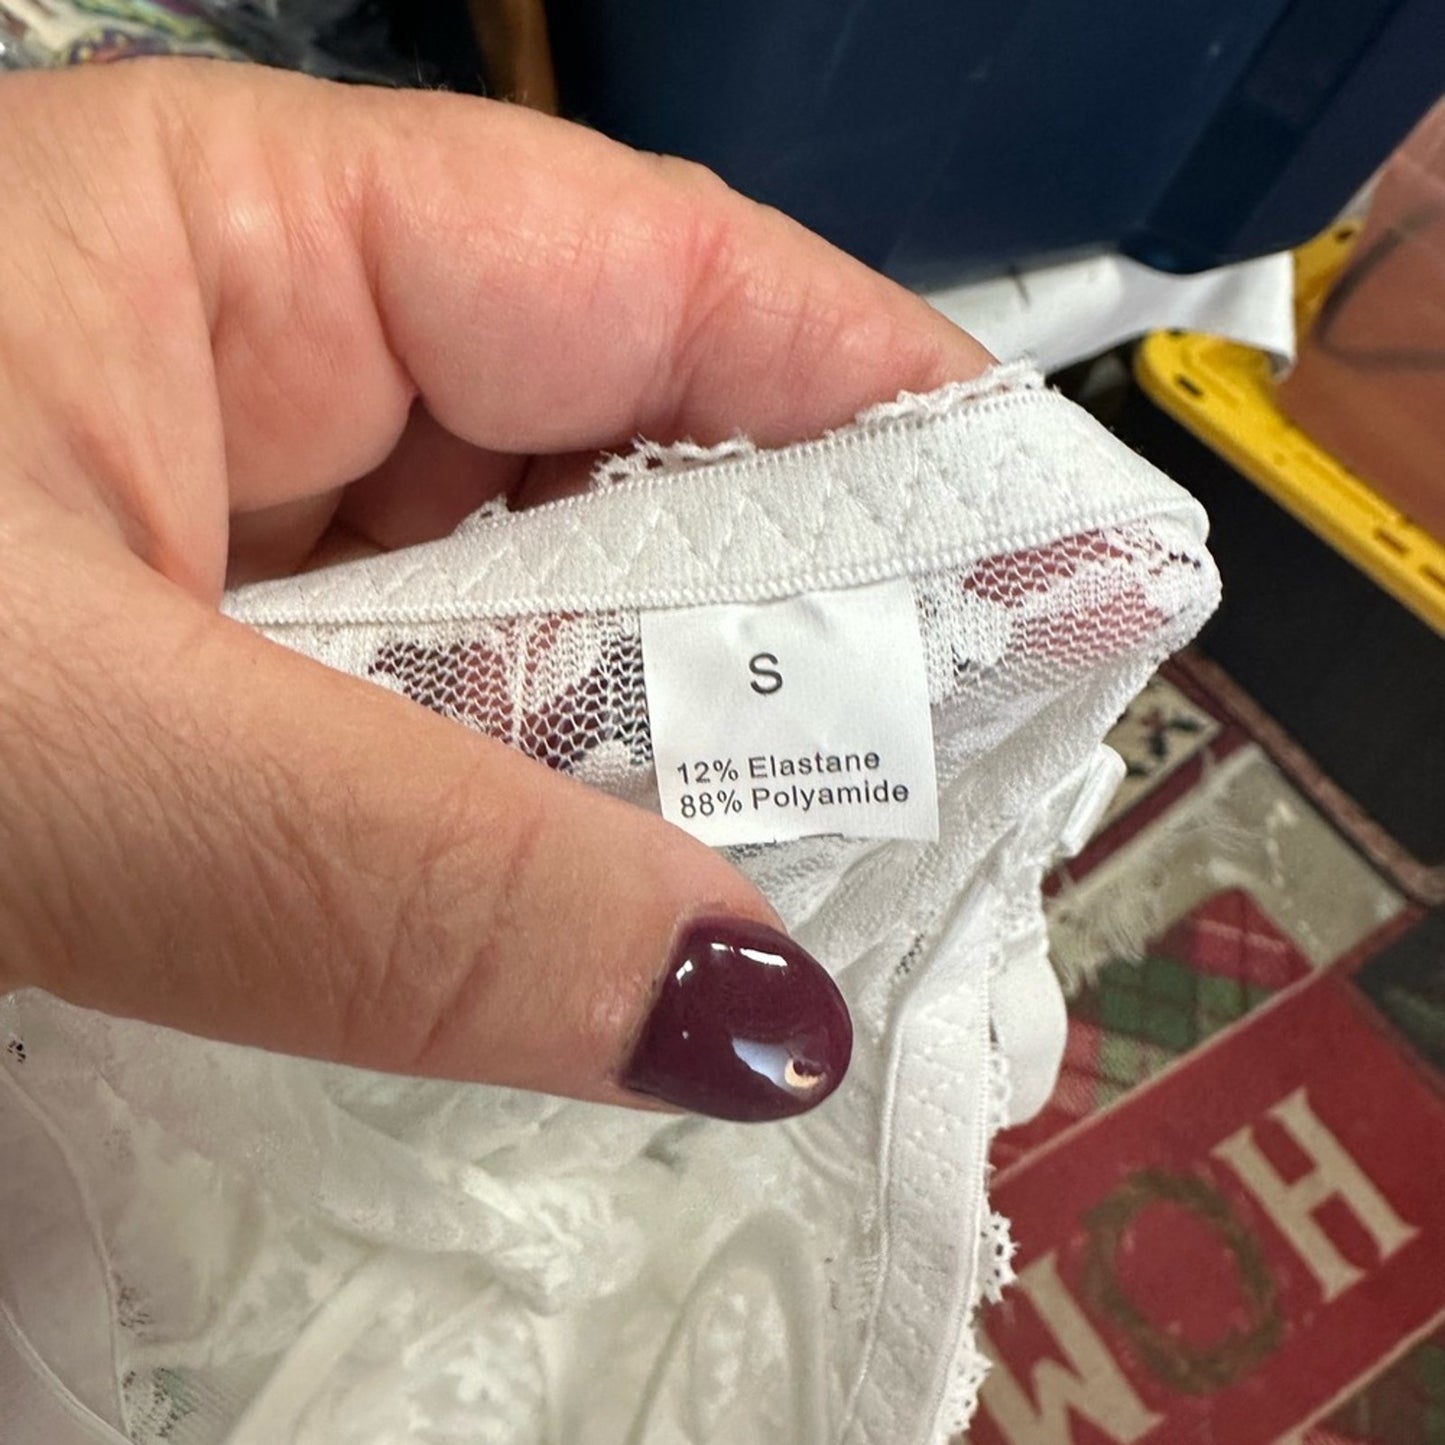 S
12% Elastane
88% Polyamide
HOM